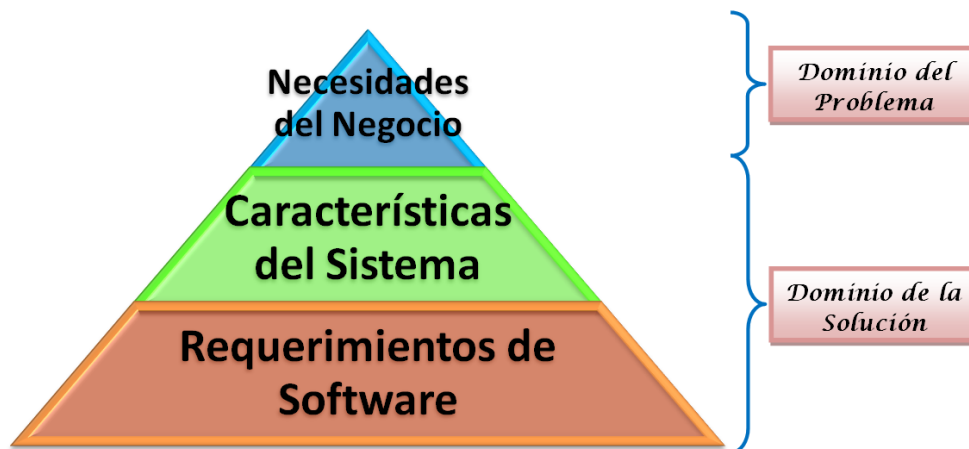 Necesidades
del Negocio
Características
del Sistema
Requerimientos de
Software
Dominio del
Problema
Dominio de la
Solución